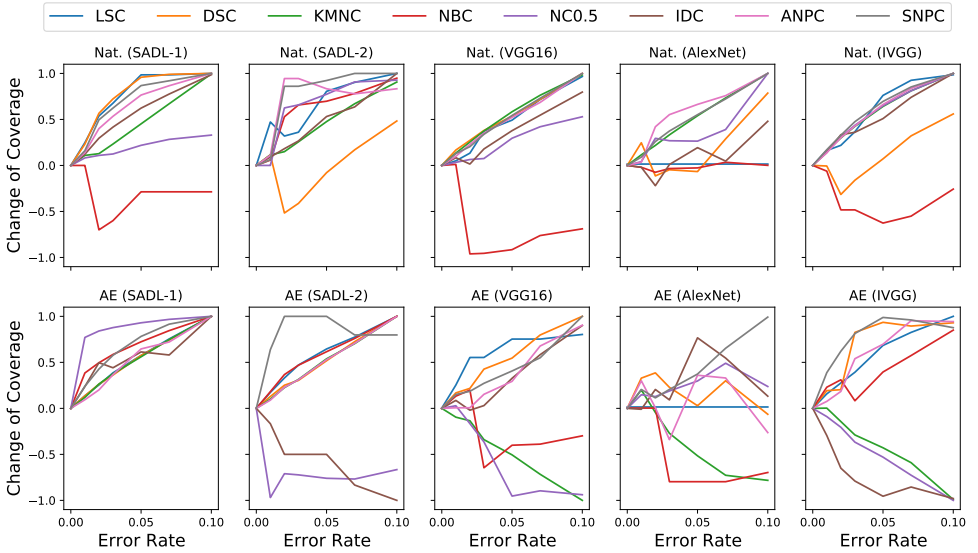 LSC DSC KMNC NBC NC0.5 IDC ANPC SNPC
Nat. (SADL-1) Nat. (SADL-2) Nat. (VGG16) Nat. (AlexNet) Nat. (IVGG)
Change of Coverage
1.0
0.5
0.0
−0.5
−1.0
AE (SADL-1) AE (SADL-2) AE (VGG16) AE (AlexNet) AE (IVGG)
Change of Coverage
1.0
0.5
0.0
−0.5
−1.0
0.00 0.05 0.10 0.00 0.05 0.10 0.00 0.05 0.10 0.00 0.05 0.10 0.00 0.05 0.10
Error Rate Error Rate Error Rate Error Rate Error Rate